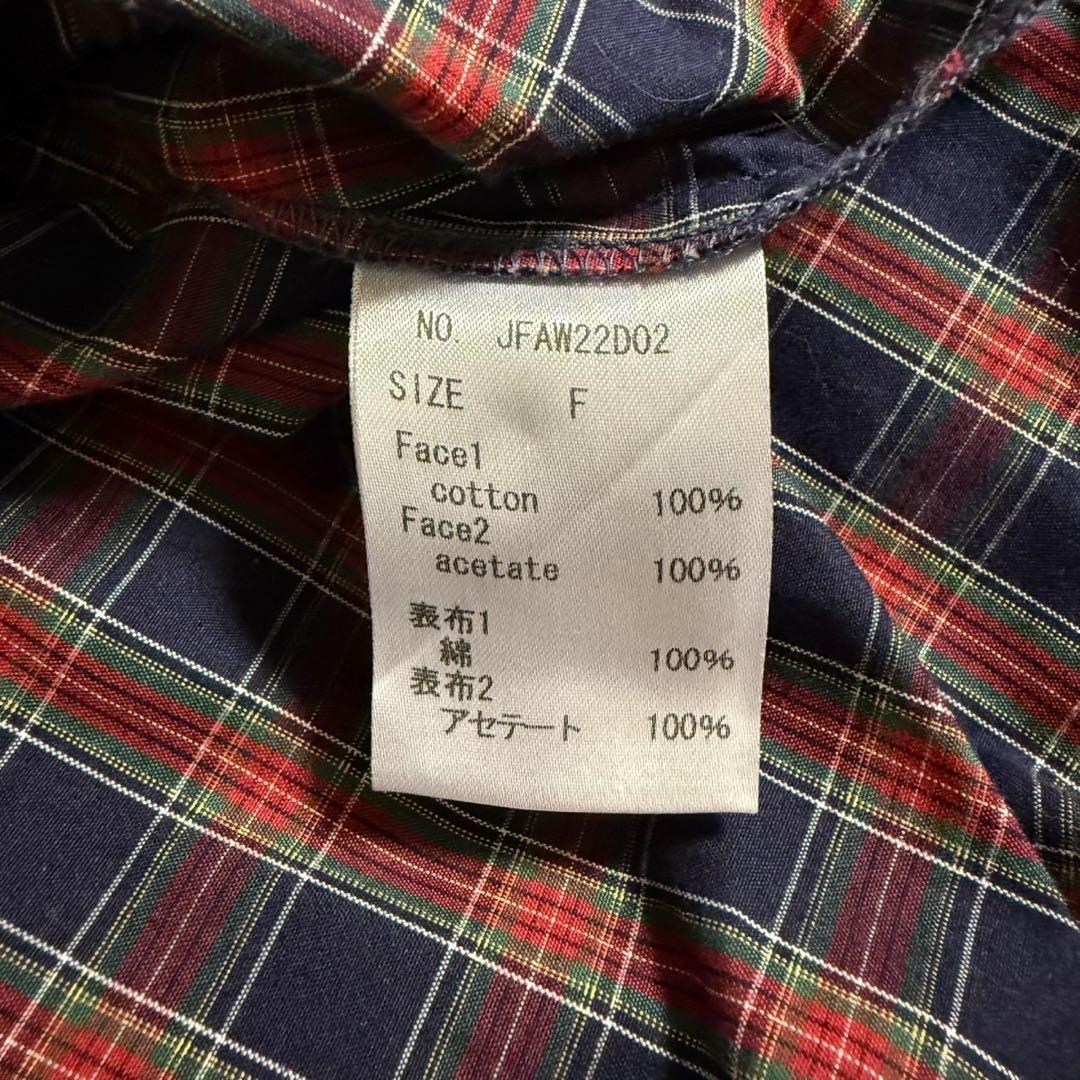 NO. JFAW22D02
SIZE F
Face1
cotton 100%
Face2
acetate 100%
表布1
綿 100%
表布2
アセテート 100%